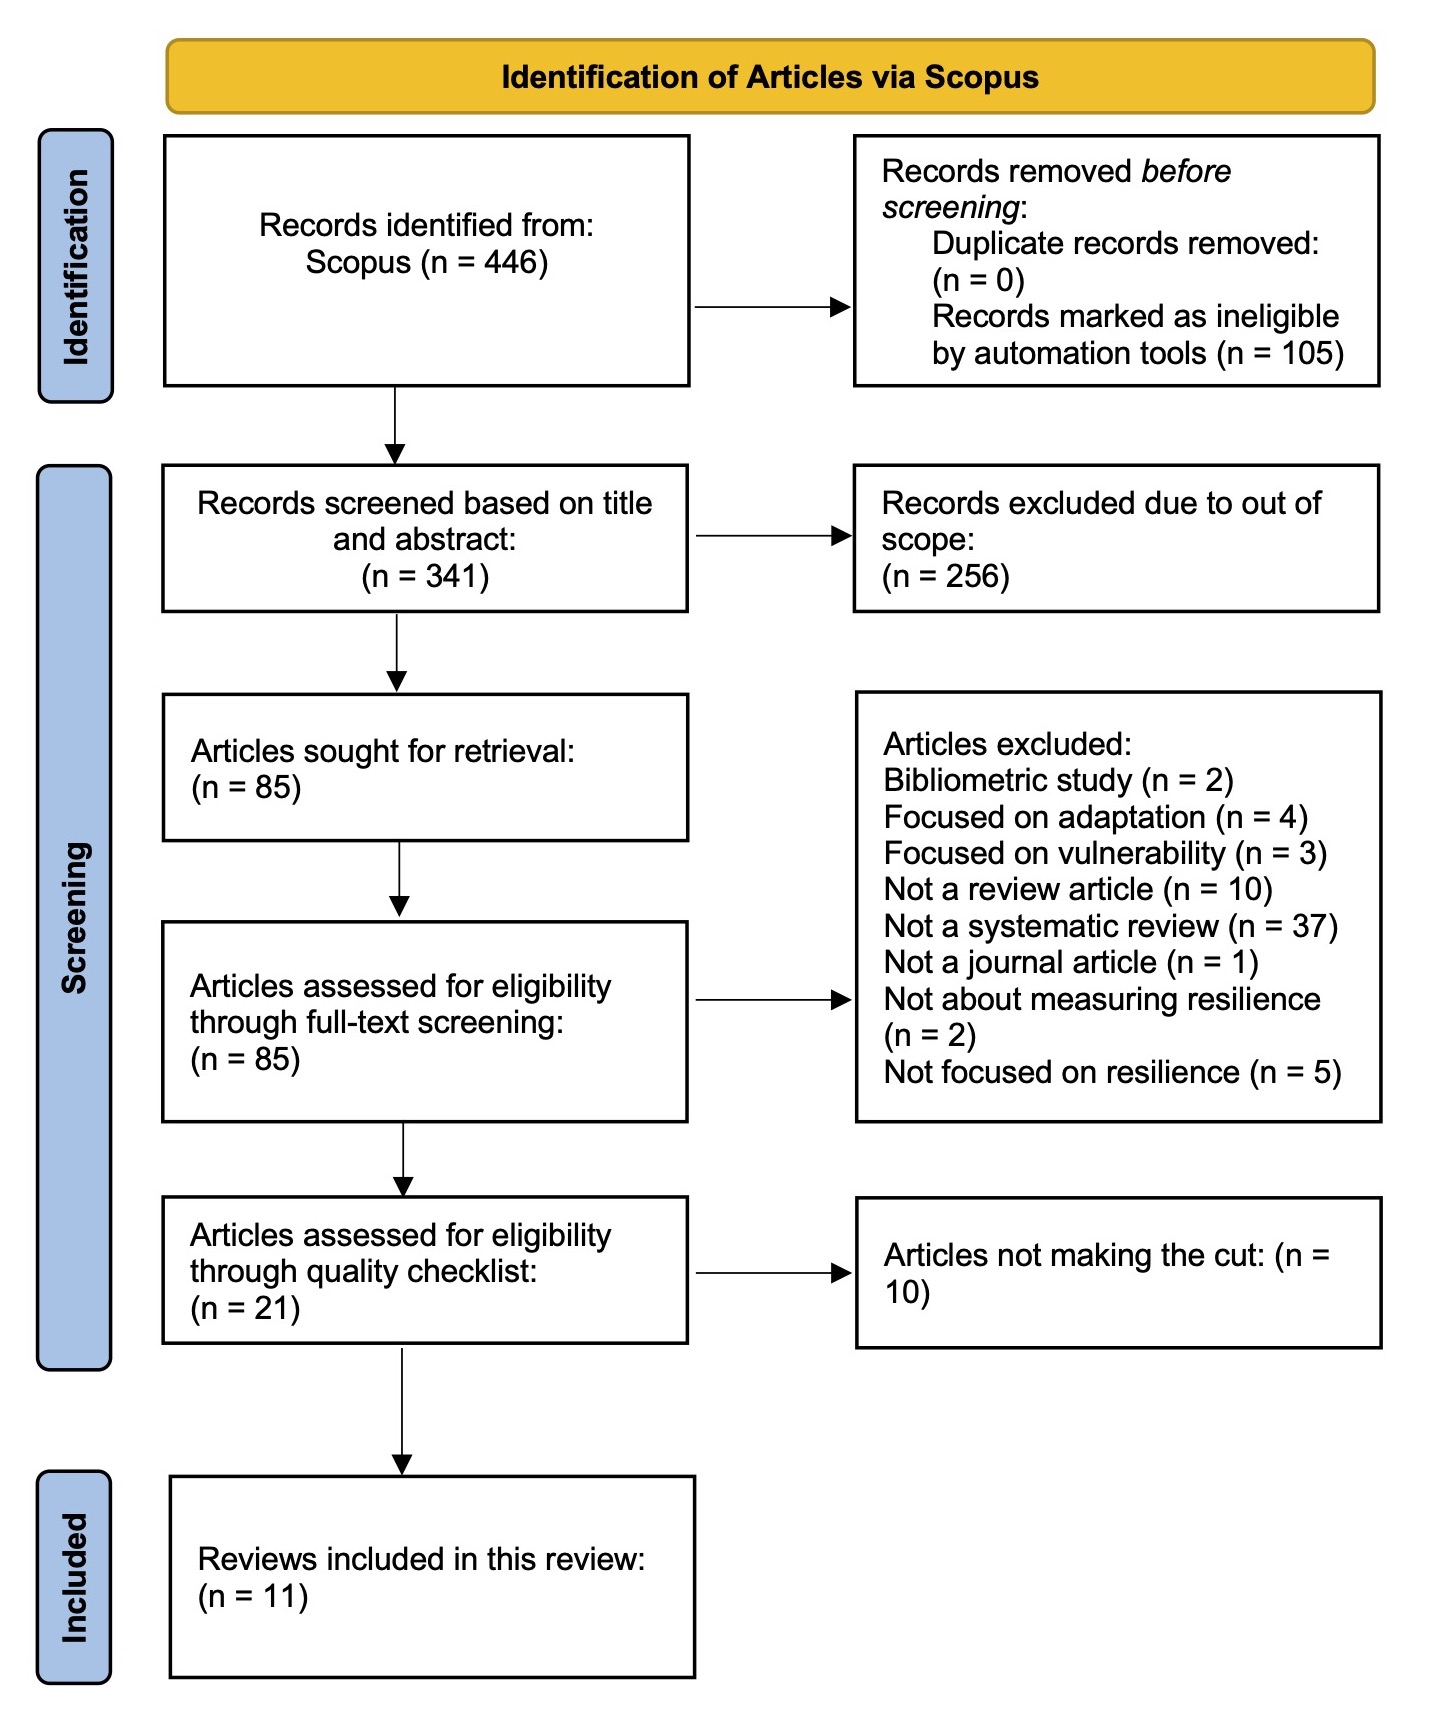 Identification of Articles via Scopus
Identification
Records identified from:
Scopus (n = 446)
Records removed before
screening:
Duplicate records removed:
(n = 0)
Records marked as ineligible
by automation tools (n = 105)
Screening
Records screened based on title
and abstract:
(n = 341)
Records excluded due to out of
scope:
(n = 256)
Articles sought for retrieval:
(n = 85)
Articles assessed for eligibility
through full-text screening:
(n = 85)
Articles excluded:
Bibliometric study (n = 2)
Focused on adaptation (n = 4)
Focused on vulnerability (n = 3)
Not a review article (n = 10)
Not a systematic review (n = 37)
Not a journal article (n = 1)
Not about measuring resilience
(n = 2)
Not focused on resilience (n = 5)
Articles assessed for eligibility
through quality checklist:
(n = 21)
Articles not making the cut: (n =
10)
Included
Reviews included in this review:
(n = 11)